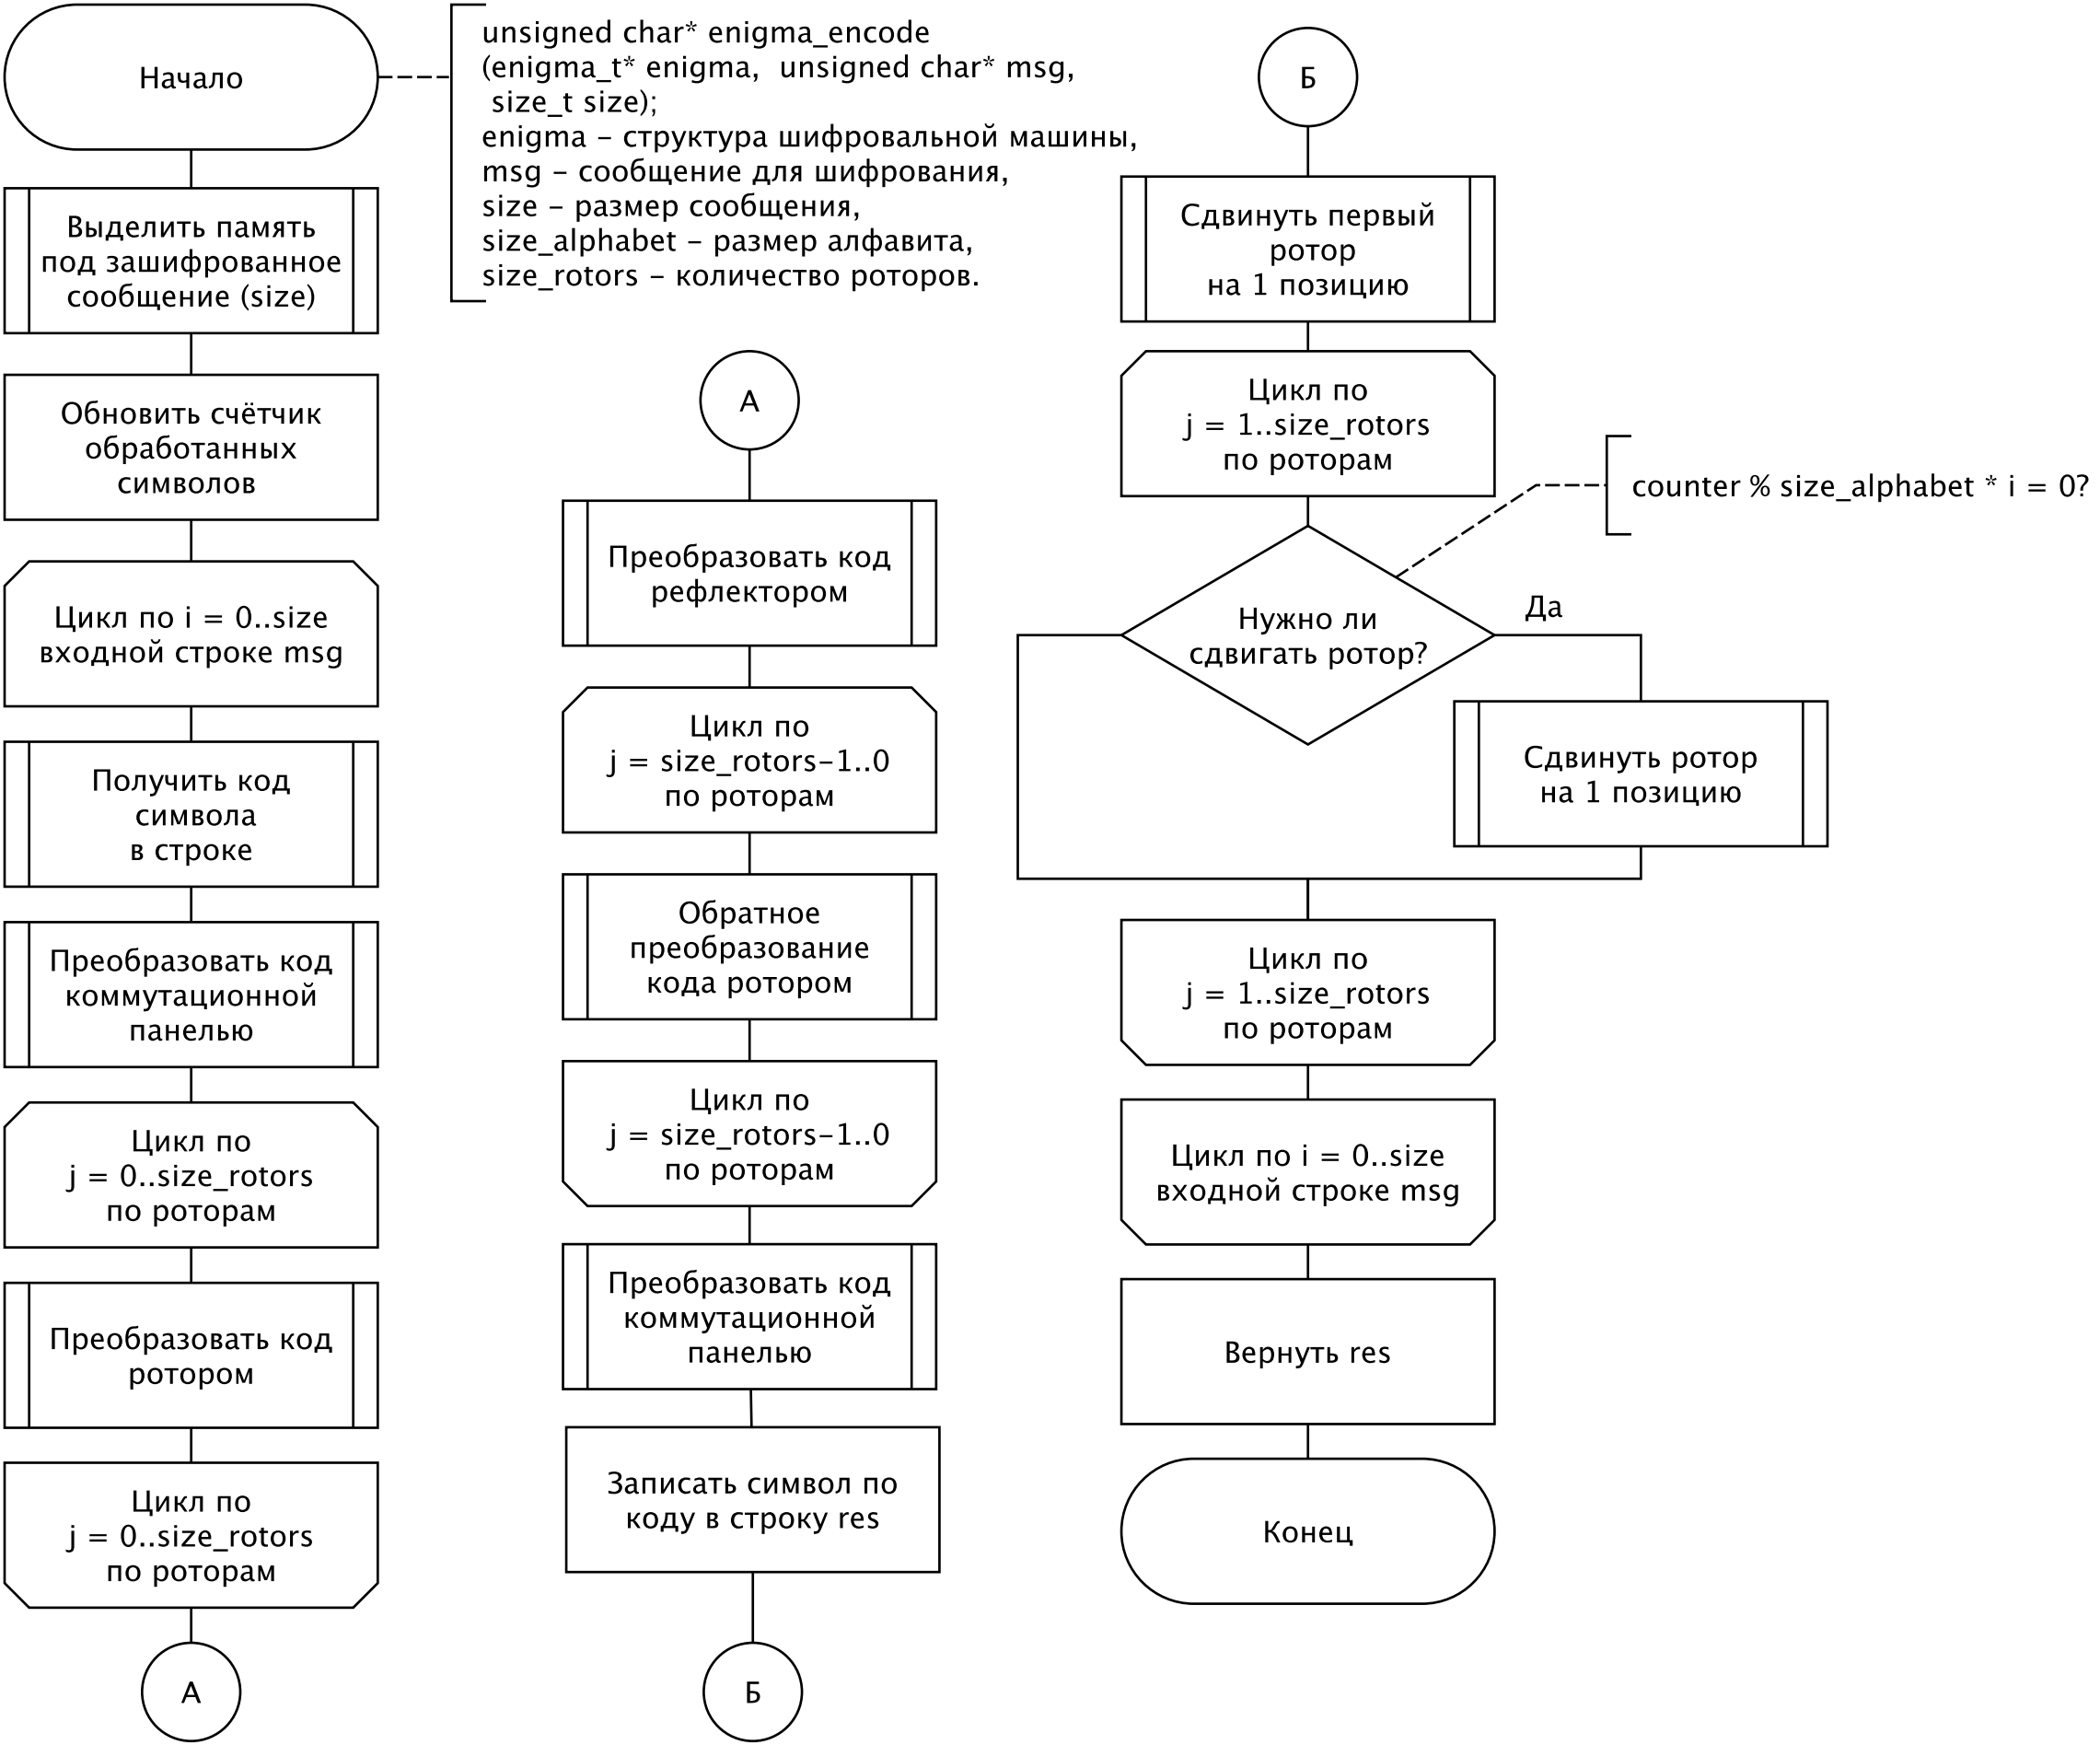 Начало
unsigned char* enigma_encode
(enigma_t* enigma,  unsigned char* msg,
size_t size);
enigma – структура шифровальной машины,
msg – сообщение для шифрования,
size – размер сообщения,
size_alphabet – размер алфавита,
size_rotors – количество роторов.
Выделить память
под зашифрованное
сообщение (size)
Обновить счётчик
обработанных
символов
Цикл по i = 0..size
входной строке msg
Получить код
символа
в строке
Преобразовать код
коммутационной
панелью
Цикл по
j = 0..size_rotors
по роторам
Преобразовать код
ротором
Цикл по
j = 0..size_rotors
по роторам
А
А
Преобразовать код
рефлектором
Цикл по
j = size_rotors-1..0
по роторам
Обратное
преобразование
кода ротором
Цикл по
j = size_rotors-1..0
по роторам
Преобразовать код
коммутационной
панелью
Записать символ по
коду в строку res
Б
Б
Сдвинуть первый
ротор
на 1 позицию
Цикл по
j = 1..size_rotors
по роторам
counter % size_alphabet * i = 0?
Нужно ли
сдвигать ротор?
Да
Сдвинуть ротор
на 1 позицию
Цикл по
j = 1..size_rotors
по роторам
Цикл по i = 0..size
входной строке msg
Вернуть res
Конец